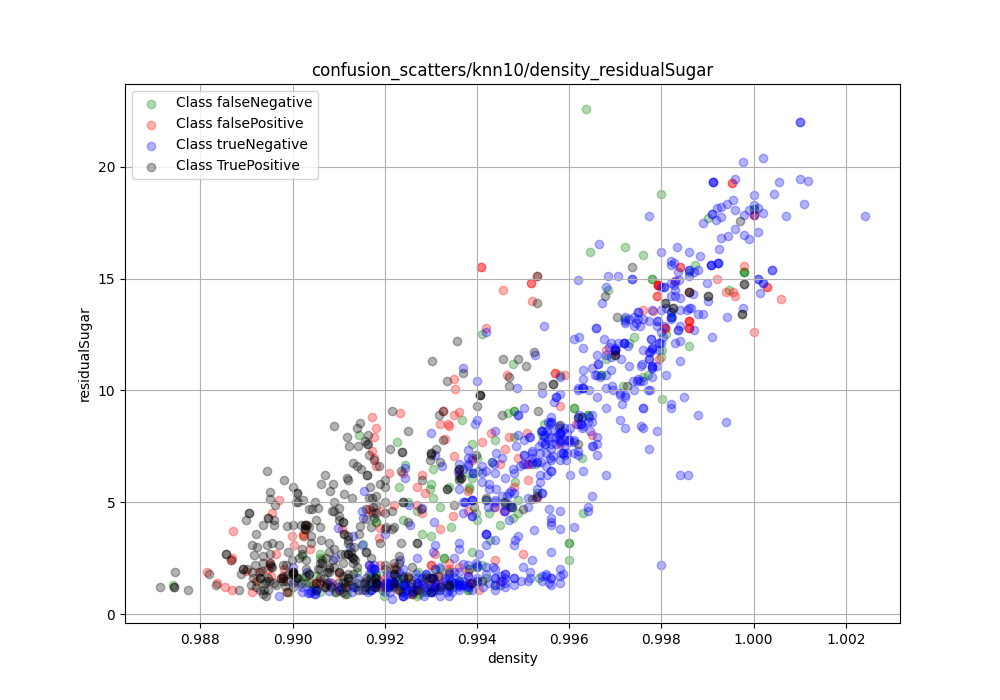 confusion_scatters/knn10/density_residualSugar
Class falseNegative
Class falsePositive
Class trueNegative
Class TruePositive
residualSugar
20
15
10
5
0
0.988 0.990 0.992 0.994 0.996 0.998 1.000 1.002
density